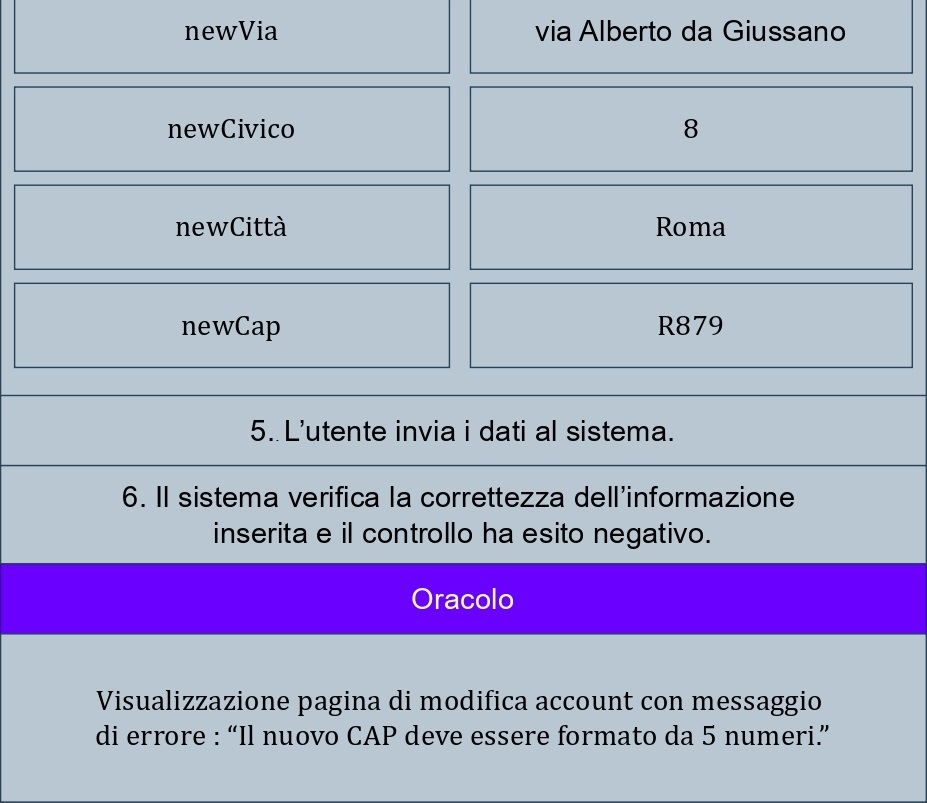 newVia
via Alberto da Giussano
newCivico
8
newCittà
Roma
newCap
R879
5.. L’utente invia i dati al sistema.
6. Il sistema verifica la correttezza dell’informazione
inserita e il controllo ha esito negativo.
Oracolo
Visualizzazione pagina di modifica account con messaggio
di errore : “Il nuovo CAP deve essere formato da 5 numeri.”